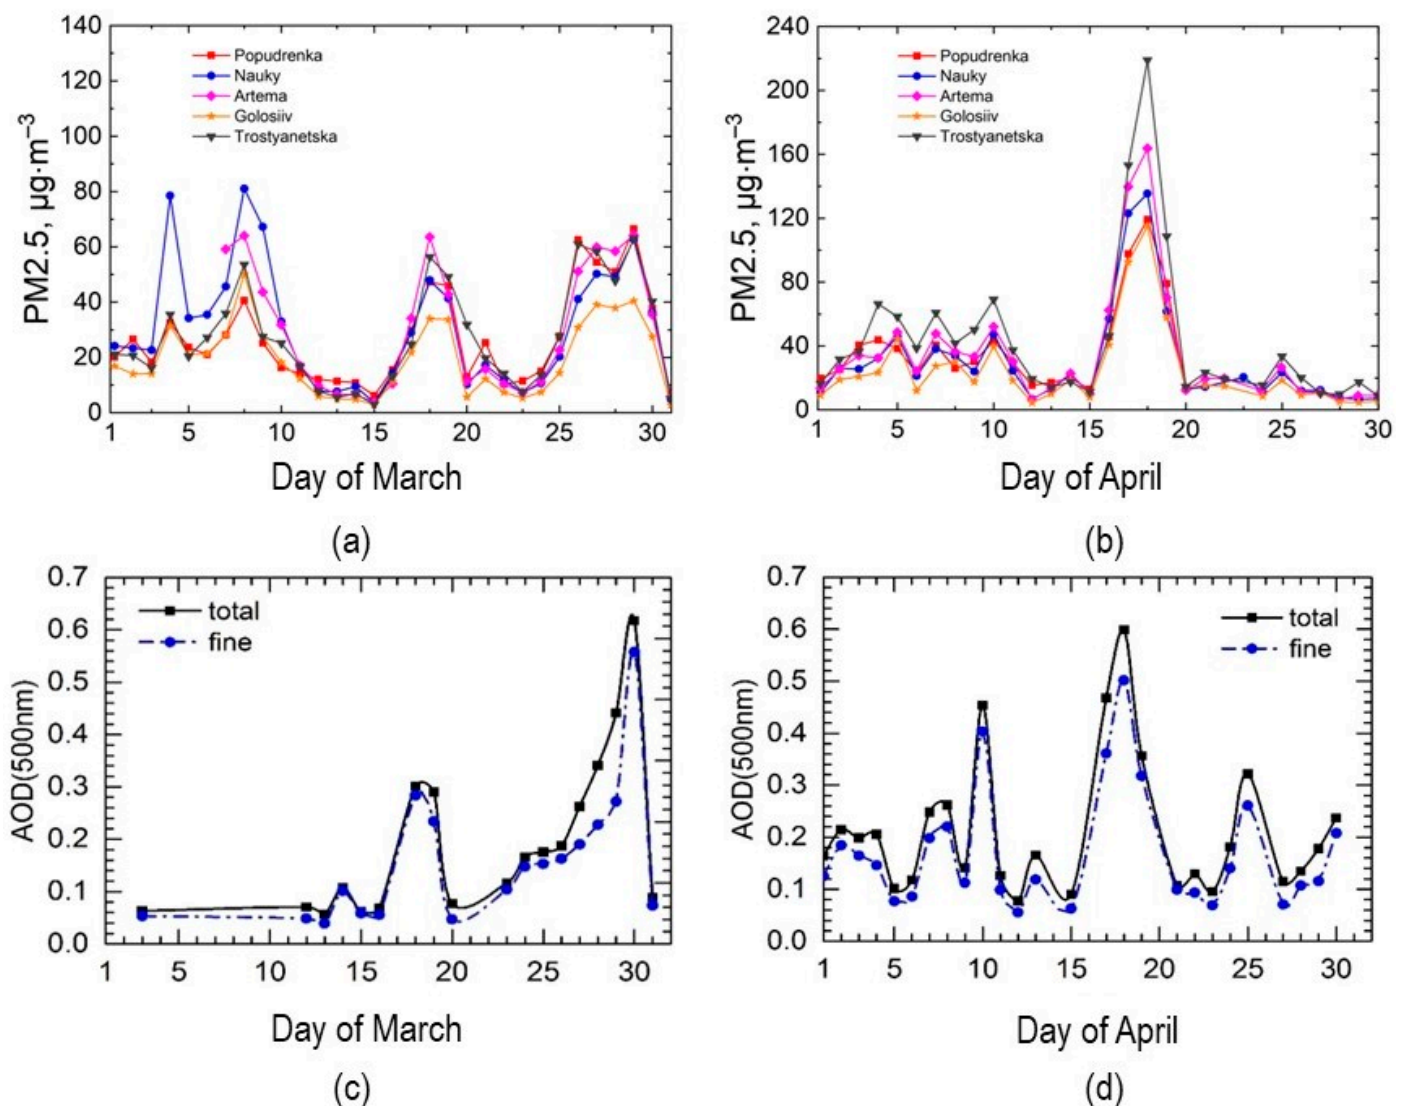 140
120
100
80
60
40
20
0
PM2.5, µg·m⁻³
Popudrenka
Nauky
Artema
Golosiiv
Trostyanetska
1 5 10 15 20 25 30
Day of March
(a)
240
200
160
120
80
40
0
PM2.5, µg·m⁻³
Popudrenka
Nauky
Artema
Golosiiv
Trostyanetska
1 5 10 15 20 25 30
Day of April
(b)
0.7
0.6
0.5
0.4
0.3
0.2
0.1
0.0
AOD(500nm)
total
fine
1 5 10 15 20 25 30
Day of March
(c)
0.7
0.6
0.5
0.4
0.3
0.2
0.1
0.0
AOD(500nm)
total
fine
1 5 10 15 20 25 30
Day of April
(d)